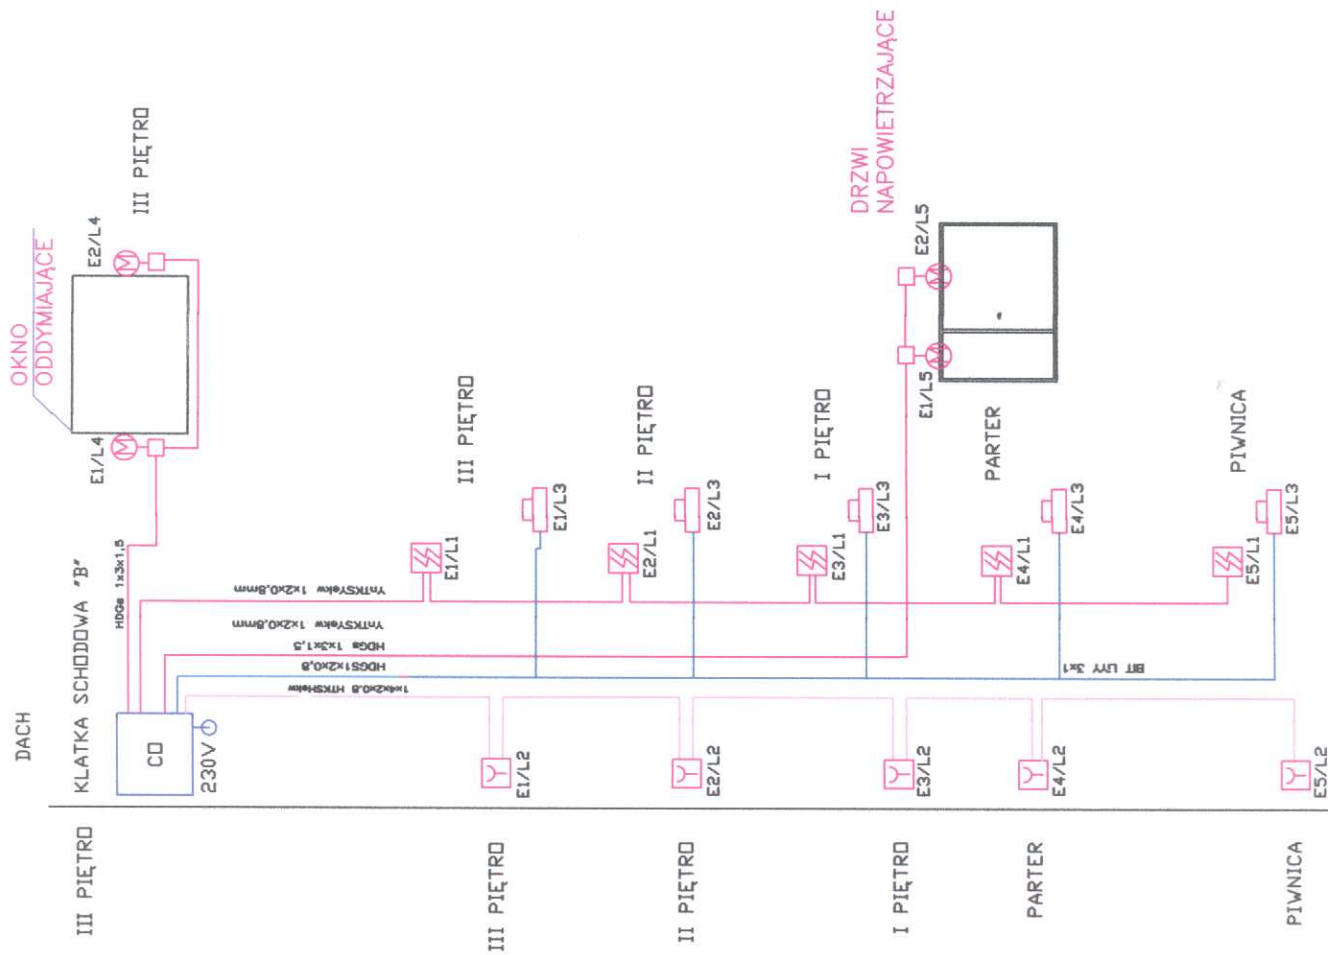 DACH
KLATKA SCHODOWA "B"
III PIĘTRO
CO
230V
OKNO
ODDYMIAJĄCE
E1/L4
E2/L4
III PIĘTRO
HDGs 1x3x1,5
YnTKSYekw 1x2x0,8mm
YnTKSYekw 1x2x0,8mm
HDGs 1x3x1,5
HDGS1x2x0,8
1x4x2x0.8 HTKSHekw
III PIĘTRO
E1/L1
E1/L3
E1/L2
III PIĘTRO
II PIĘTRO
E2/L1
E2/L3
E2/L2
II PIĘTRO
I PIĘTRO
E3/L1
E3/L3
E3/L2
I PIĘTRO
DRZWI
NAPOWIETRZAJĄCE
E1/L5
E2/L5
PARTER
E4/L1
E4/L3
E4/L2
PARTER
PIWNICA
E5/L1
E5/L3
BIT LIYY 3x1
E5/L2
PIWNICA